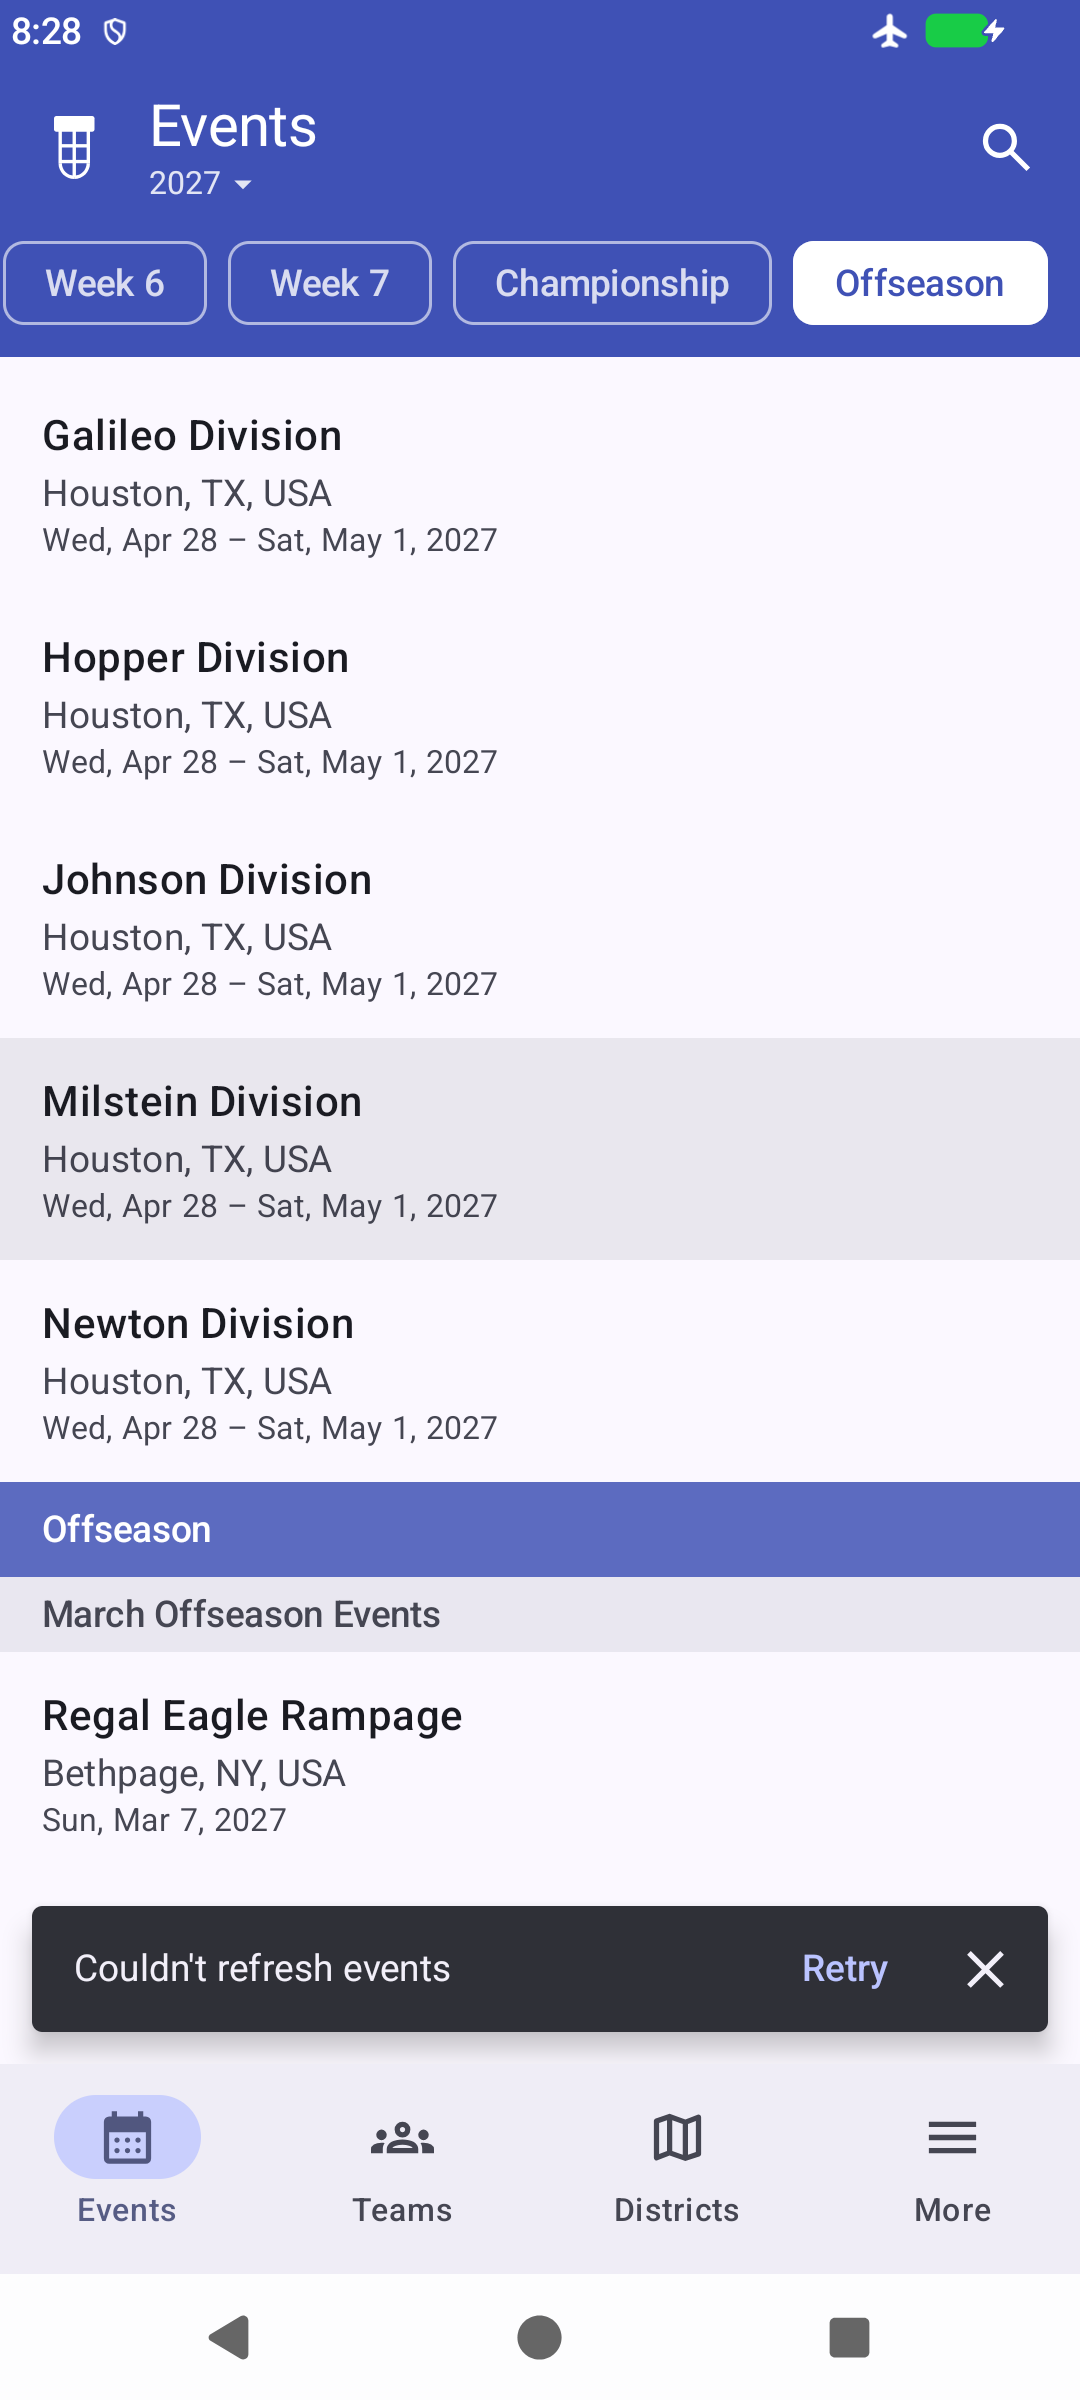 8:28
Events
2027
Week 6
Week 7
Championship
Offseason
Galileo Division
Houston, TX, USA
Wed, Apr 28 – Sat, May 1, 2027
Hopper Division
Houston, TX, USA
Wed, Apr 28 – Sat, May 1, 2027
Johnson Division
Houston, TX, USA
Wed, Apr 28 – Sat, May 1, 2027
Milstein Division
Houston, TX, USA
Wed, Apr 28 – Sat, May 1, 2027
Newton Division
Houston, TX, USA
Wed, Apr 28 – Sat, May 1, 2027
Offseason
March Offseason Events
Regal Eagle Rampage
Bethpage, NY, USA
Sun, Mar 7, 2027
Couldn't refresh events
Retry
Events
Teams
Districts
More